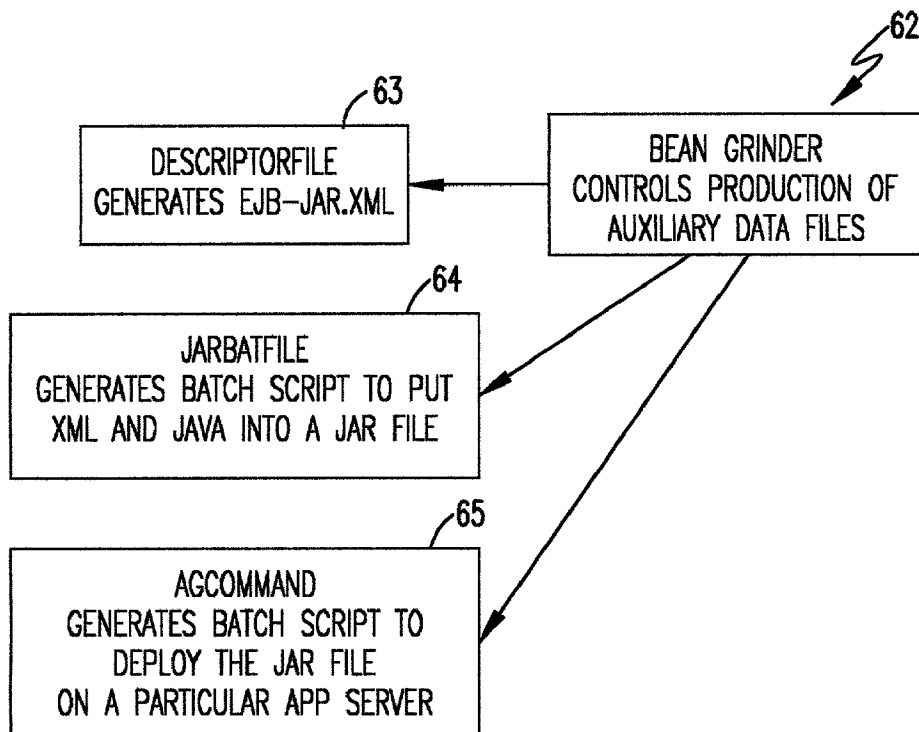 62
63
DESCRIPTORFILE
GENERATES EJB-JAR.XML
BEAN GRINDER
CONTROLS PRODUCTION OF
AUXILIARY DATA FILES
64
JARBATFILE
GENERATES BATCH SCRIPT TO PUT
XML AND JAVA INTO A JAR FILE
65
AGCOMMAND
GENERATES BATCH SCRIPT TO
DEPLOY THE JAR FILE
ON A PARTICULAR APP SERVER